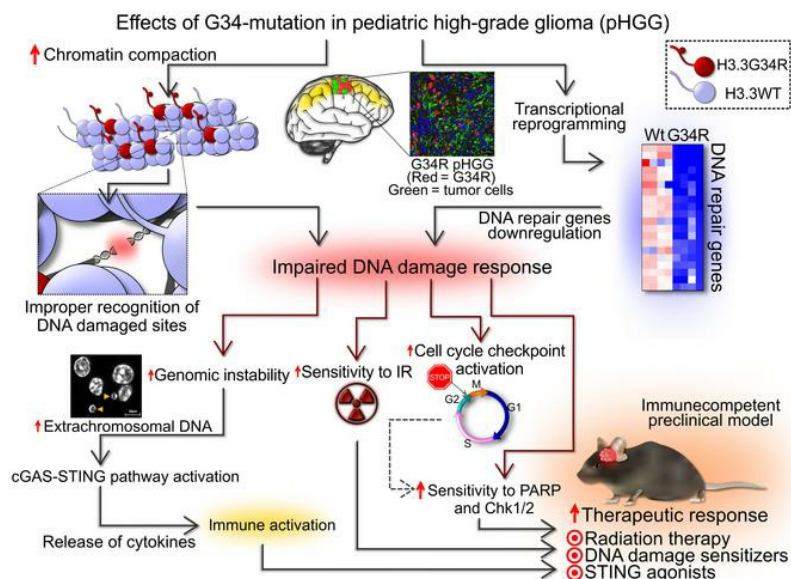 Effects of G34-mutation in pediatric high-grade glioma (pHGG)
Chromatin compaction
H3.3G34R
H3.3WT
Transcriptional
reprogramming
G34R pHGG
(Red = G34R)
Green = tumor cells
Wt G34R
DNA repair genes
DNA repair genes
downregulation
Impaired DNA damage response
Improper recognition of
DNA damaged sites
Genomic instability
Sensitivity to IR
Cell cycle checkpoint
activation
STOP
M
G2
G1
S
Extrachromosomal DNA
cGAS-STING pathway activation
Release of cytokines
Immune activation
Sensitivity to PARP
and Chk1/2
Immunecompetent
preclinical model
Therapeutic response
Radiation therapy
DNA damage sensitizers
STING agonists